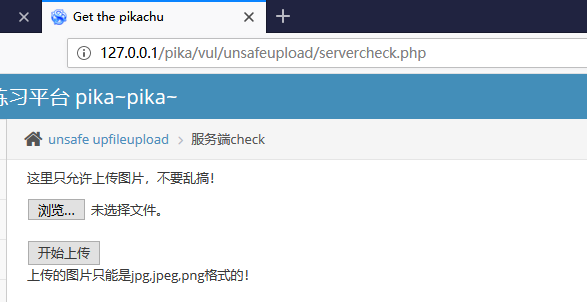 Get the pikachu
127.0.0.1/pika/vul/unsafeupload/servercheck.php
练习平台 pika~pika~
unsafe upfileupload > 服务端check
这里只允许上传图片，不要乱搞！
浏览... 未选择文件。
开始上传
上传的图片只能是jpg,jpeg,png格式的！